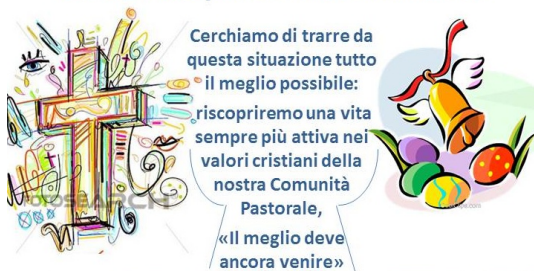 Cerchiamo di trarre da
questa situazione tutto
il meglio possibile:
riscopriremo una vita
sempre più attiva nei
valori cristiani della
nostra Comunità
Pastorale,
«Il meglio deve
ancora venire»